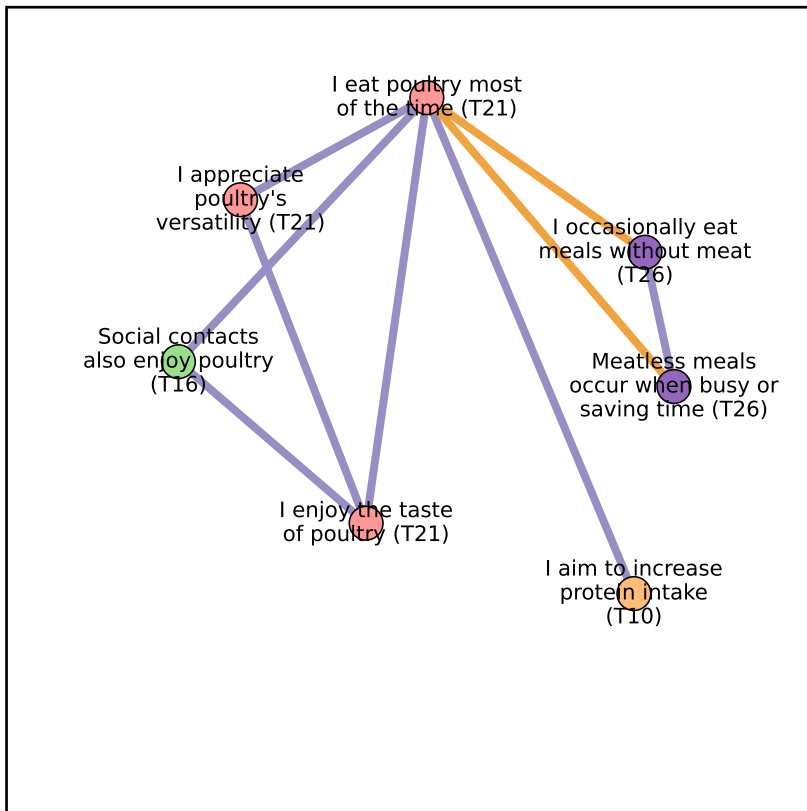 I eat poultry most
of the time (T21)
I appreciate
poultry's
versatility (T21)
I occasionally eat
meals without meat
(T26)
Social contacts
also enjoy poultry
(T16)
Meatless meals
occur when busy or
saving time (T26)
I enjoy the taste
of poultry (T21)
I aim to increase
protein intake
(T10)